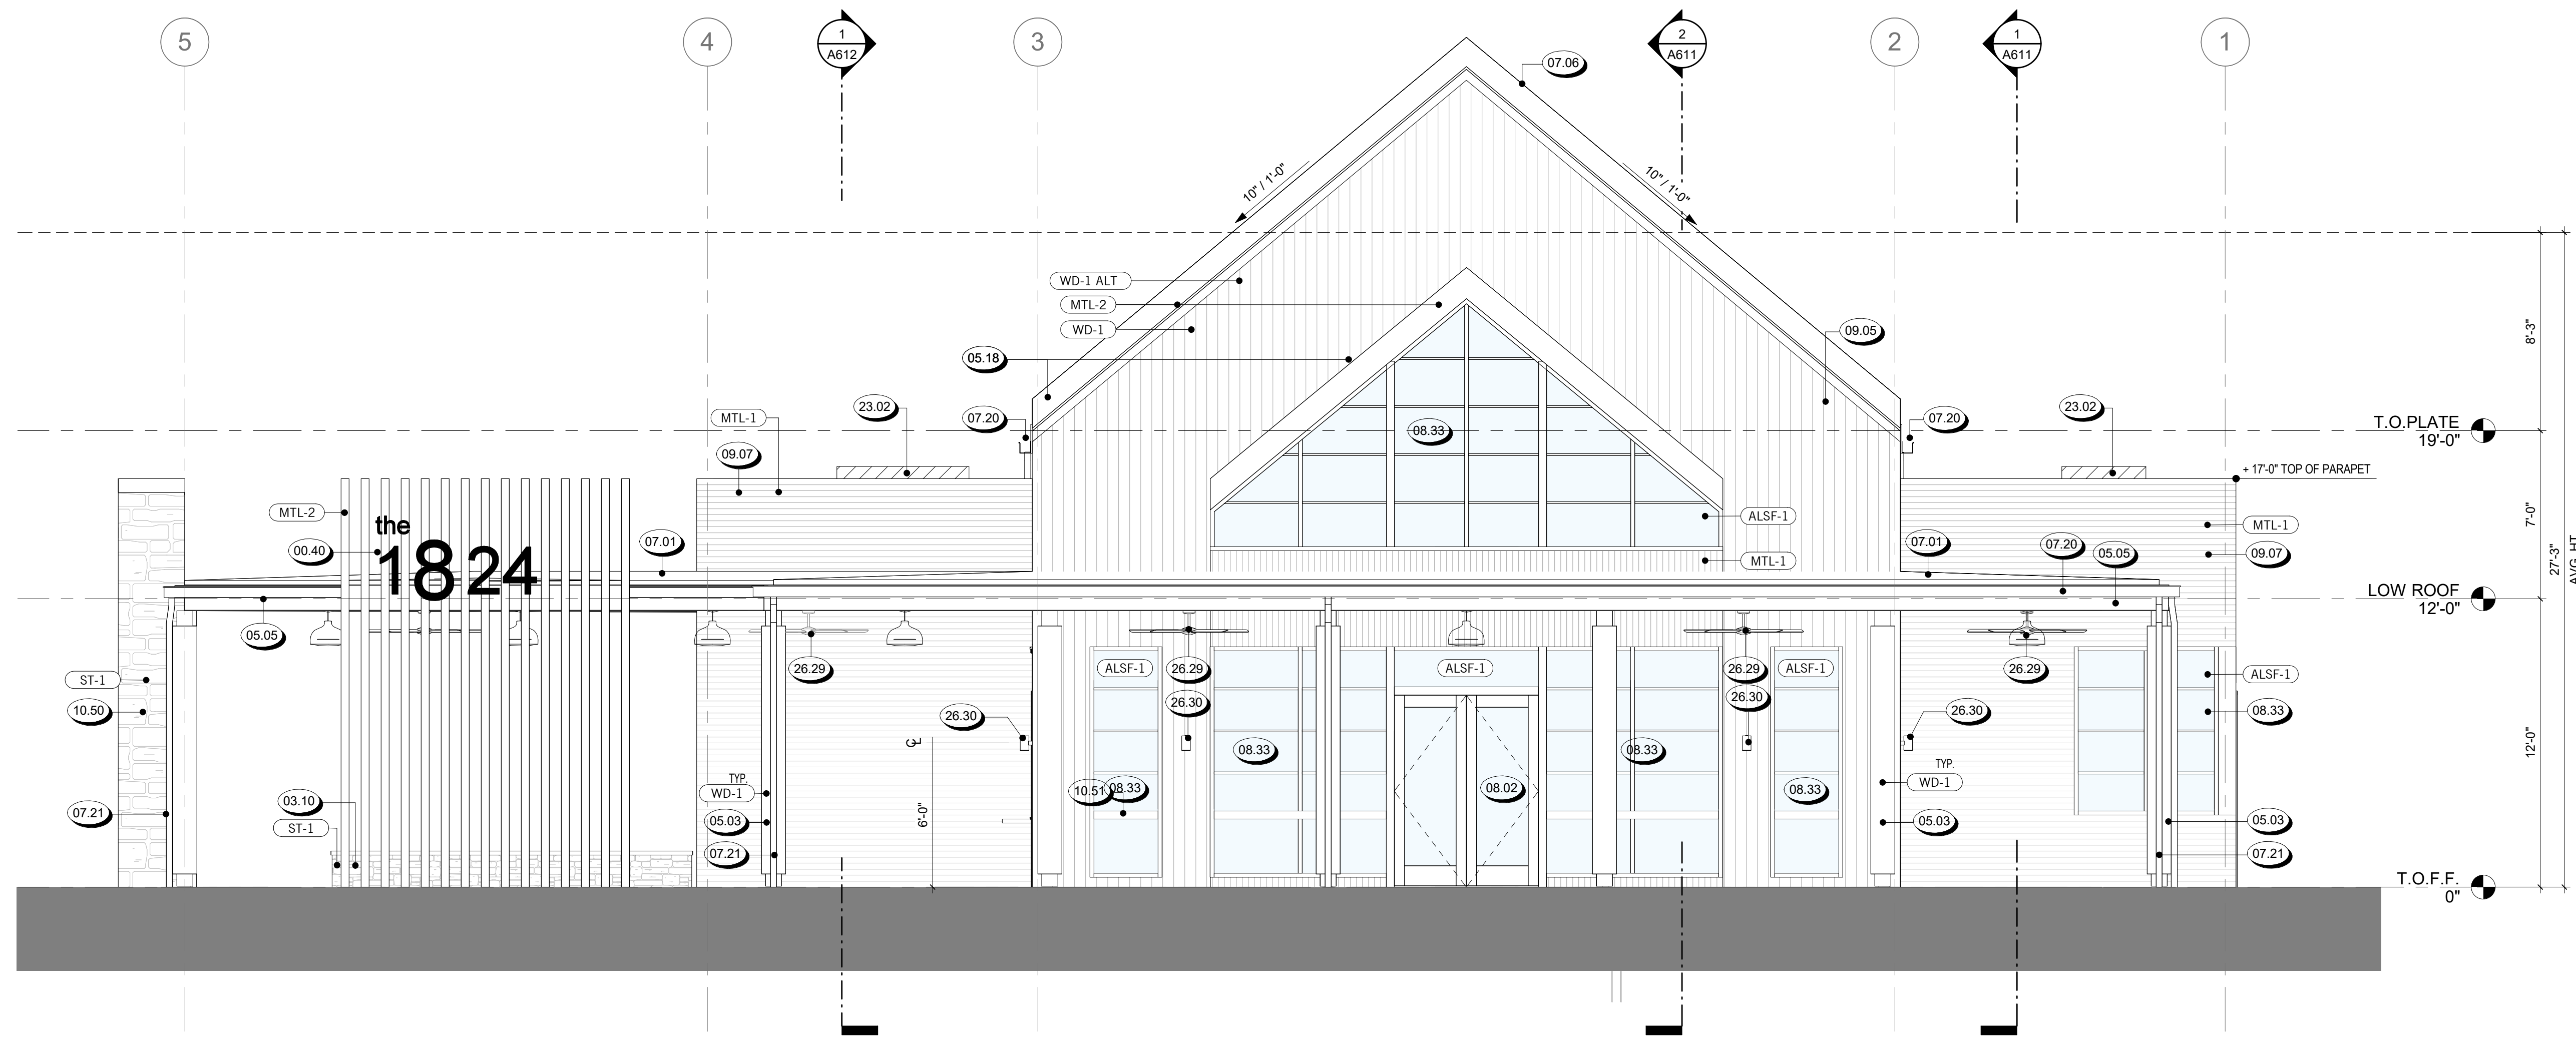 5
4
1
A612
3
2
A611
2
1
A611
1
07.06
10" / 1'-0"
10" / 1'-0"
WD-1 ALT
MTL-2
WD-1
09.05
8'-3"
05.18
23.02
23.02
MTL-1
07.20
07.20
08.33
T.O.PLATE
19'-0"
09.07
+ 17'-0" TOP OF PARAPET
MTL-2
the
1824
00.40
07.01
ALSF-1
MTL-1
07.01
07.20
05.05
MTL-1
09.07
7'-0"
27'-3"
AVG. HT.
LOW ROOF
12'-0"
05.05
26.29
ALSF-1
26.29
ALSF-1
26.29
ALSF-1
26.29
ST-1
ALSF-1
10.50
26.30
26.30
26.30
26.30
08.33
CL
08.33
08.33
12'-0"
TYP.
WD-1
TYP.
WD-1
10.51
08.33
08.02
08.33
03.10
07.21
ST-1
6'-0"
05.03
05.03
05.03
07.21
07.21
T.O.F.F.
0"